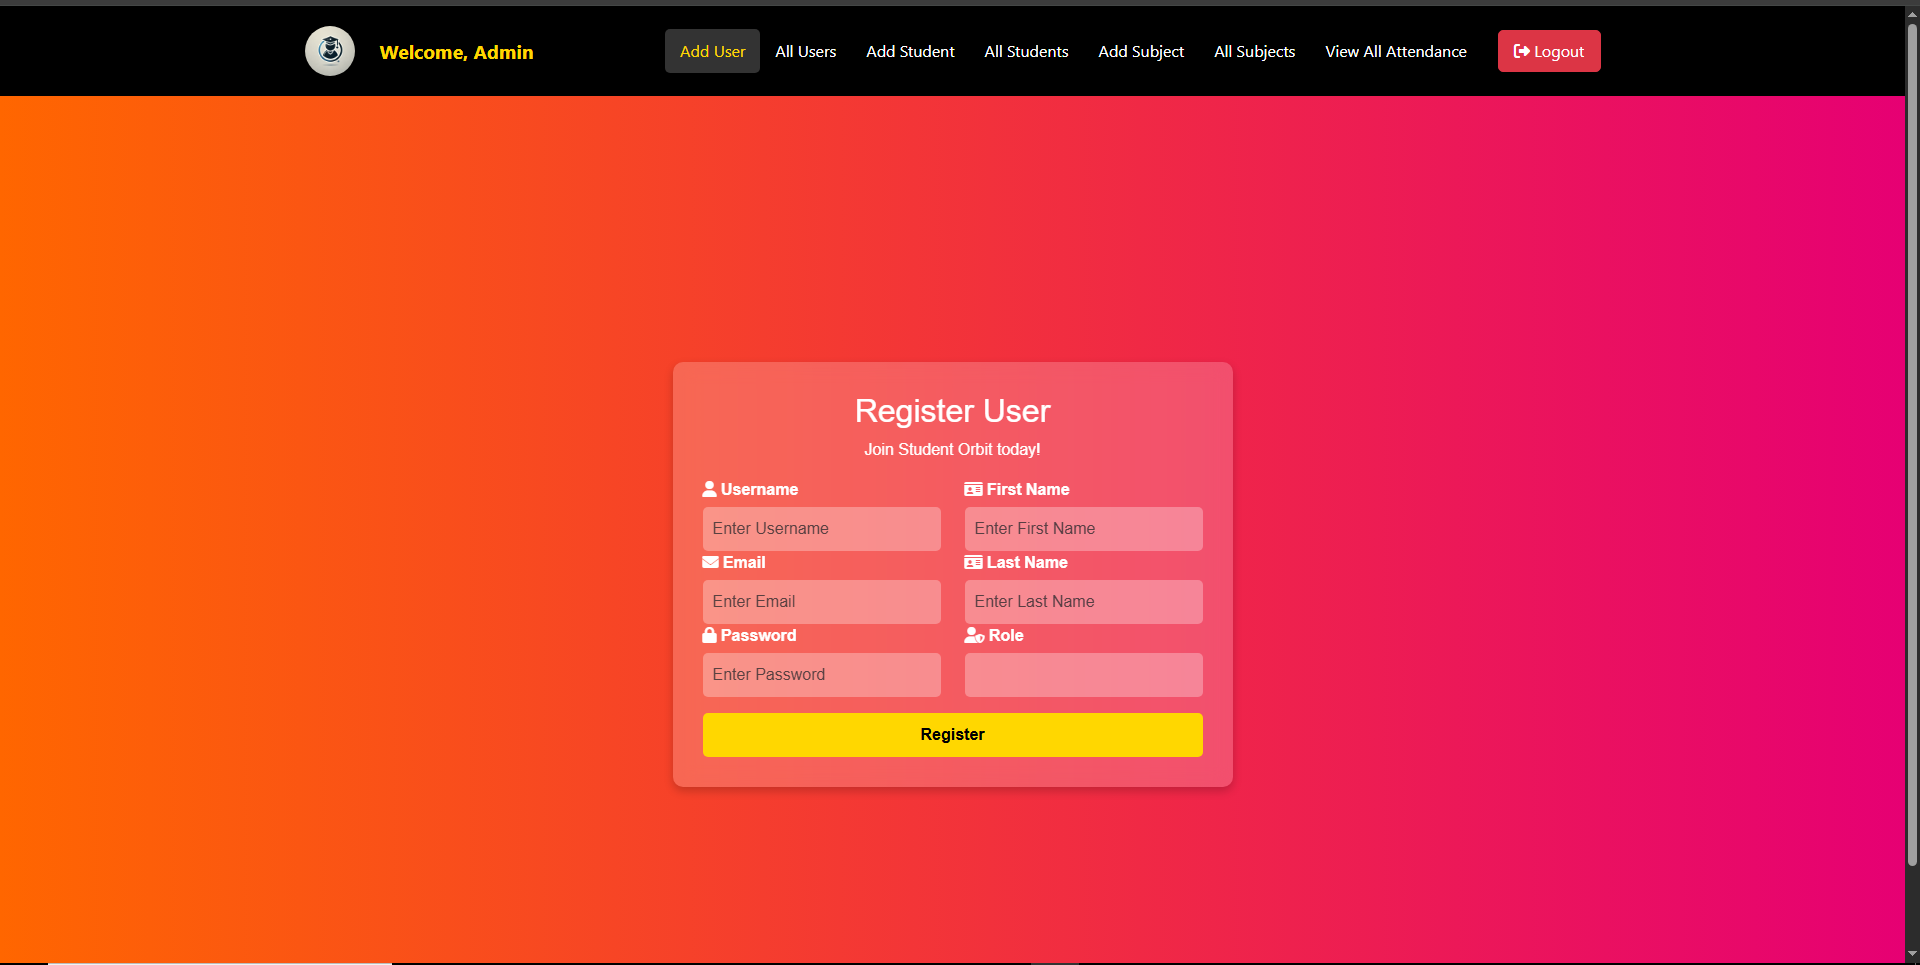 Welcome, Admin
Add User All Users Add Student All Students Add Subject All Subjects View All Attendance Logout
Register User
Join Student Orbit today!
Username First Name
Enter Username Enter First Name
Email Last Name
Enter Email Enter Last Name
Password Role
Enter Password
Register